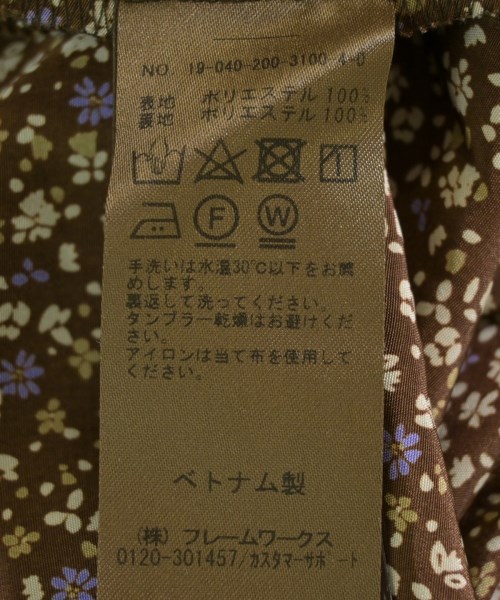 NO. 19-040-200-3100-4-0
表地 ポリエステル 100%
裏地 ポリエステル 100%
F
W
手洗いは水温30℃以下をお薦
めします。
裏返して洗ってください。
タンブラー乾燥はお避けくだ
さい。
アイロンは当て布を使用して
ください。
ベトナム製
(株) フレームワークス
0120-301457/カスタマーサポート